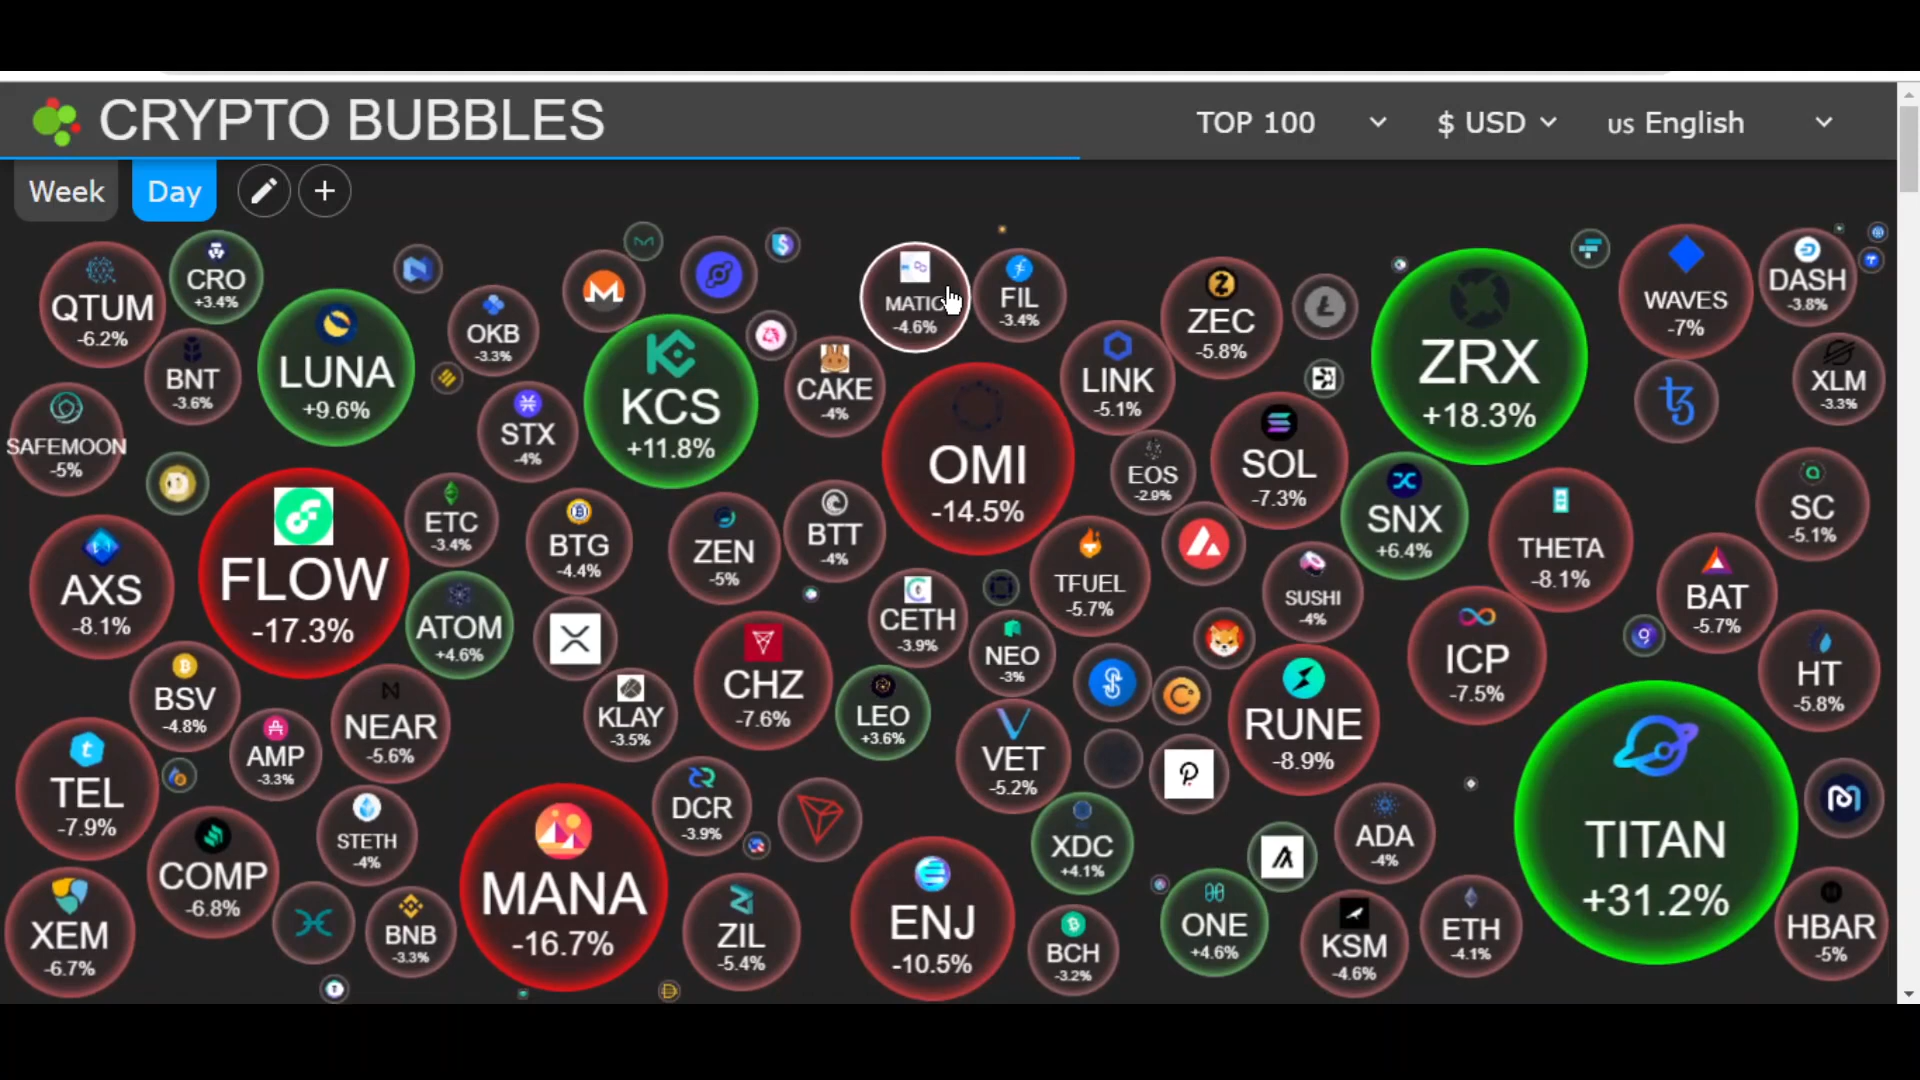 CRYPTO BUBBLES
TOP 100
$ USD
us English
Week
Day
QTUM
-6.2%
CRO
+3.4%
BNT
-3.6%
LUNA
+9.6%
OKB
-3.3%
STX
-4%
KCS
+11.8%
MATIC
-4.6%
FIL
-3.4%
CAKE
-4%
LINK
-5.1%
ZEC
-5.8%
ZRX
+18.3%
WAVES
-7%
DASH
-3.8%
XLM
-3.3%
SAFEMOON
-5%
FLOW
-17.3%
ETC
-3.4%
BTG
-4.4%
ZEN
-5%
BTT
-4%
OMI
-14.5%
EOS
-2.9%
SOL
-7.3%
SNX
+6.4%
THETA
-8.1%
SC
-5.1%
AXS
-8.1%
ATOM
+4.6%
CETH
-3.9%
TFUEL
-5.7%
SUSHI
-4%
BAT
-5.7%
BSV
-4.8%
NEAR
-5.6%
KLAY
-3.5%
CHZ
-7.6%
LEO
+3.6%
NEO
-3%
RUNE
-8.9%
ICP
-7.5%
HT
-5.8%
TEL
-7.9%
AMP
-3.3%
STETH
-4%
DCR
-3.9%
VET
-5.2%
XDC
+4.1%
ADA
-4%
TITAN
+31.2%
COMP
-6.8%
XEM
-6.7%
BNB
-3.3%
MANA
-16.7%
ZIL
-5.4%
ENJ
-10.5%
BCH
-3.2%
ONE
+4.6%
KSM
-4.6%
ETH
-4.1%
HBAR
-5%